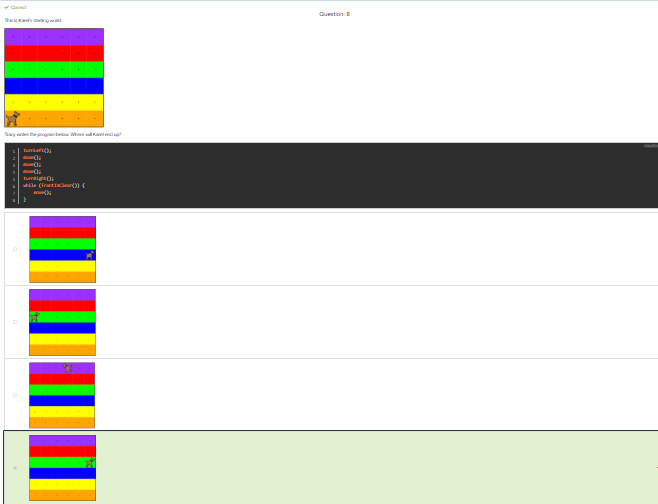 Correct
Question: 8
This is Karel's starting world:
Tracy writes the program below. Where will Karel end up?
1 turnLeft();
2 move();
3 move();
4 move();
5 turnRight();
6 while (frontIsClear()) {
7 move();
8 }